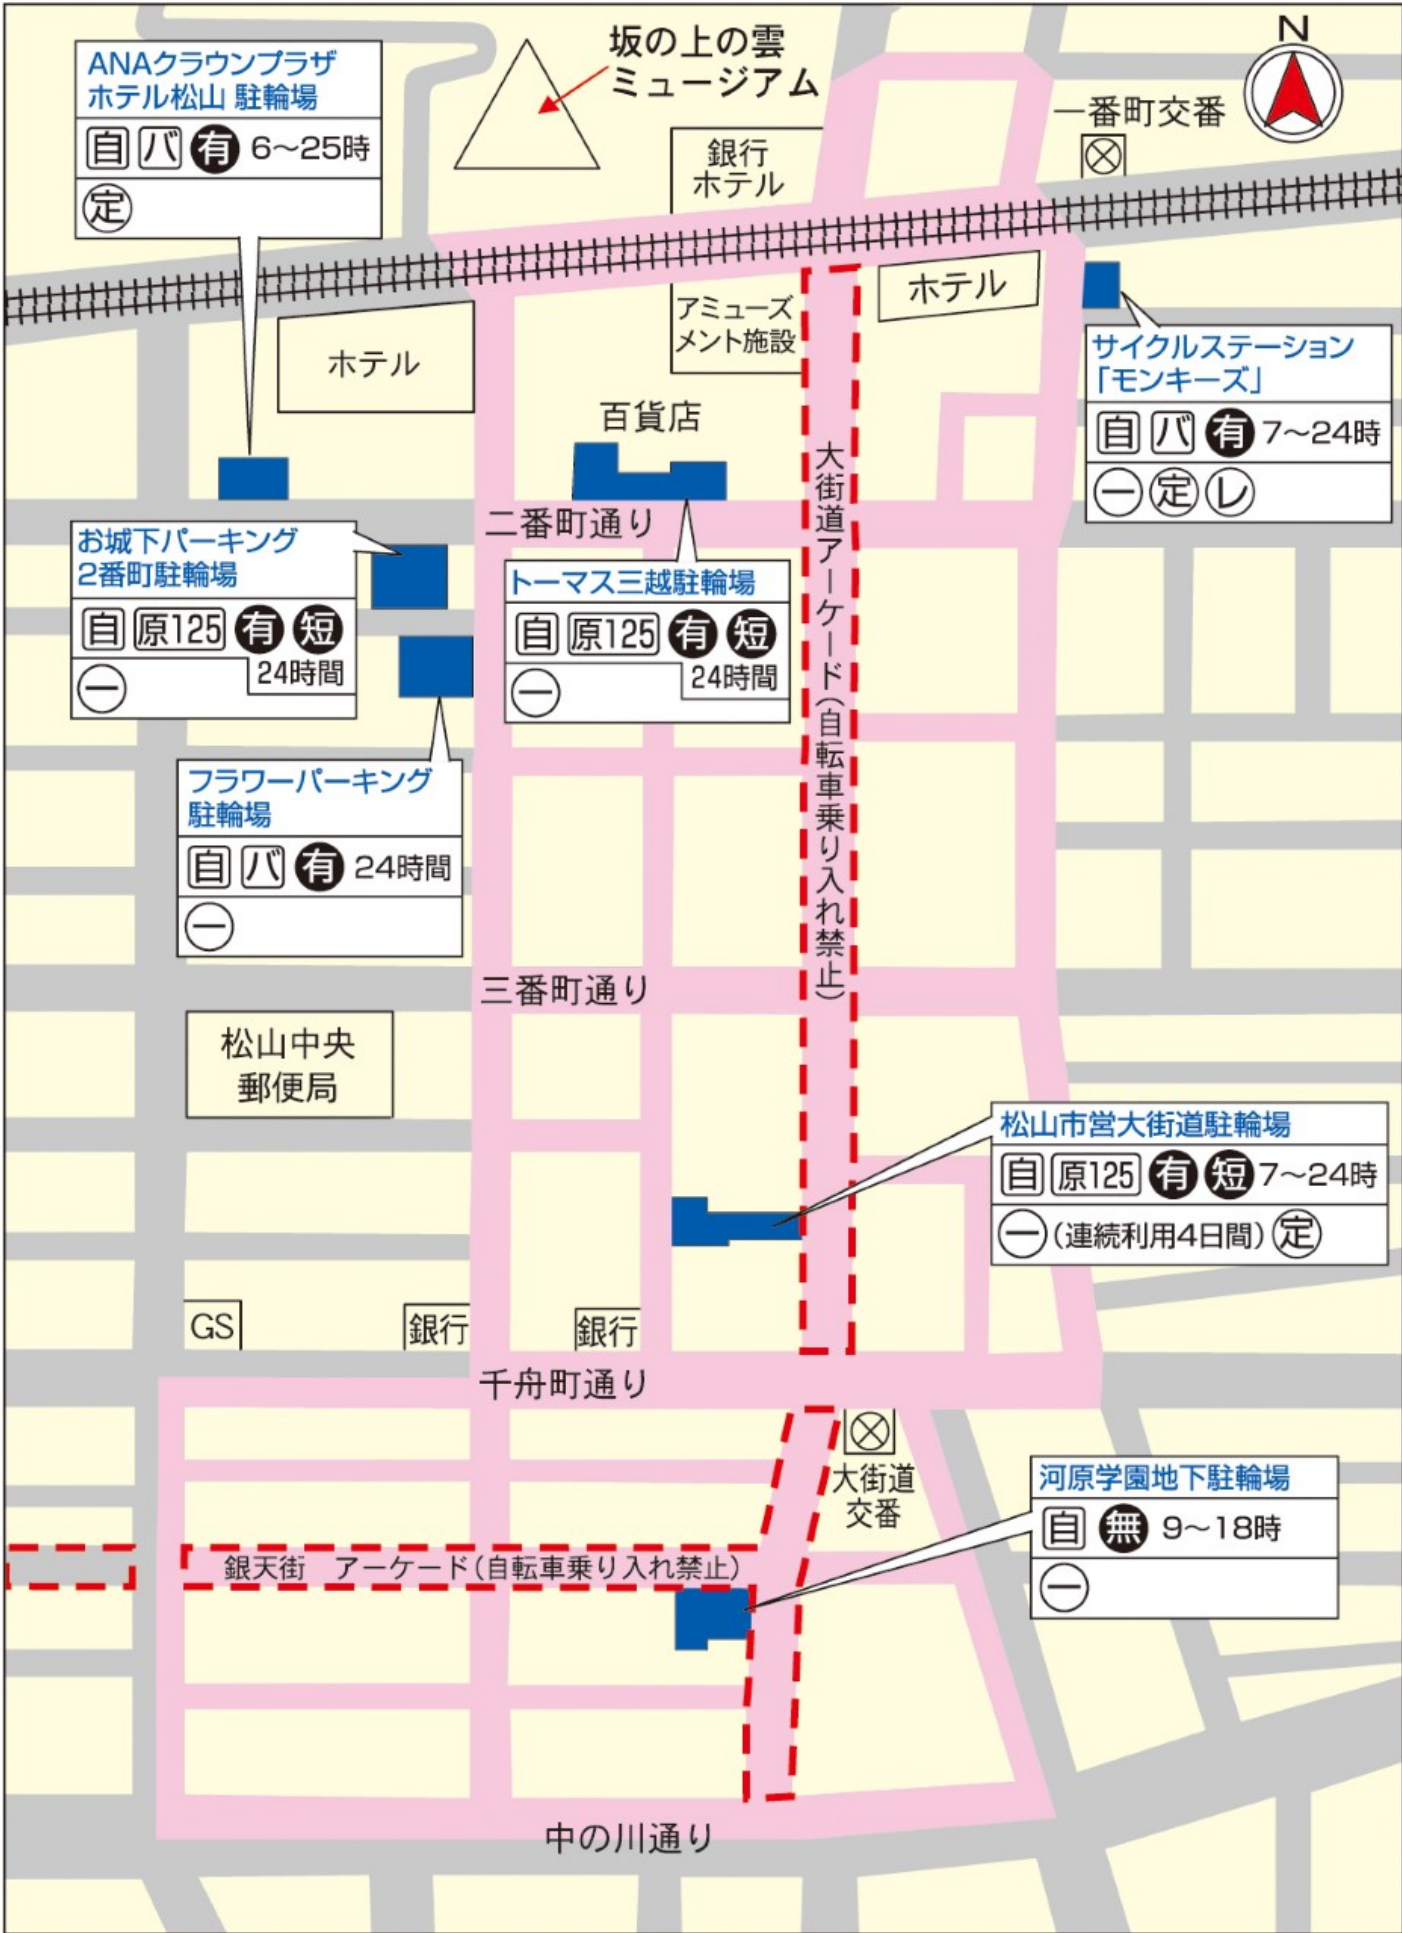 坂の上の雲
ミュージアム
N
ANAクラウンプラザ
ホテル松山 駐輪場
自 バ 有 6～25時
定
一番町交番
銀行
ホテル
ホテル
アミューズ
メント施設
ホテル
サイクルステーション
「モンキーズ」
自 バ 有 7～24時
一 定 レ
百貨店
大街道アーケード（自転車乗り入れ禁止）
二番町通り
お城下パーキング
2番町駐輪場
自 原125 有 短
24時間
一
トーマス三越駐輪場
自 原125 有 短
24時間
一
フラワーパーキング
駐輪場
自 バ 有 24時間
一
三番町通り
松山中央
郵便局
松山市営大街道駐輪場
自 原125 有 短 7～24時
一（連続利用4日間）定
GS
銀行
銀行
千舟町通り
大街道
交番
河原学園地下駐輪場
自 無 9～18時
一
銀天街 アーケード（自転車乗り入れ禁止）
中の川通り